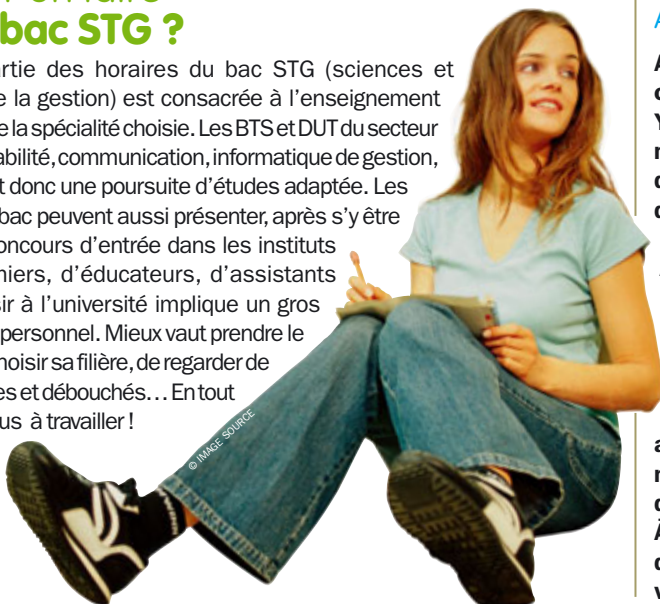 bac STG ?
rtie des horaires du bac STG (sciences et
e la gestion) est consacrée à l'enseignement
e la spécialité choisie. Les BTS et DUT du secteur
abilité, communication, informatique de gestion,
t donc une poursuite d'études adaptée. Les
bac peuvent aussi présenter, après s'y être
oncours d'entrée dans les instituts
miers, d'éducateurs, d'assistants
sir à l'université implique un gros
personnel. Mieux vaut prendre le
hoisir sa filière, de regarder de
es et débouchés... En tout
us à travailler !
© IMAGE SOURCE